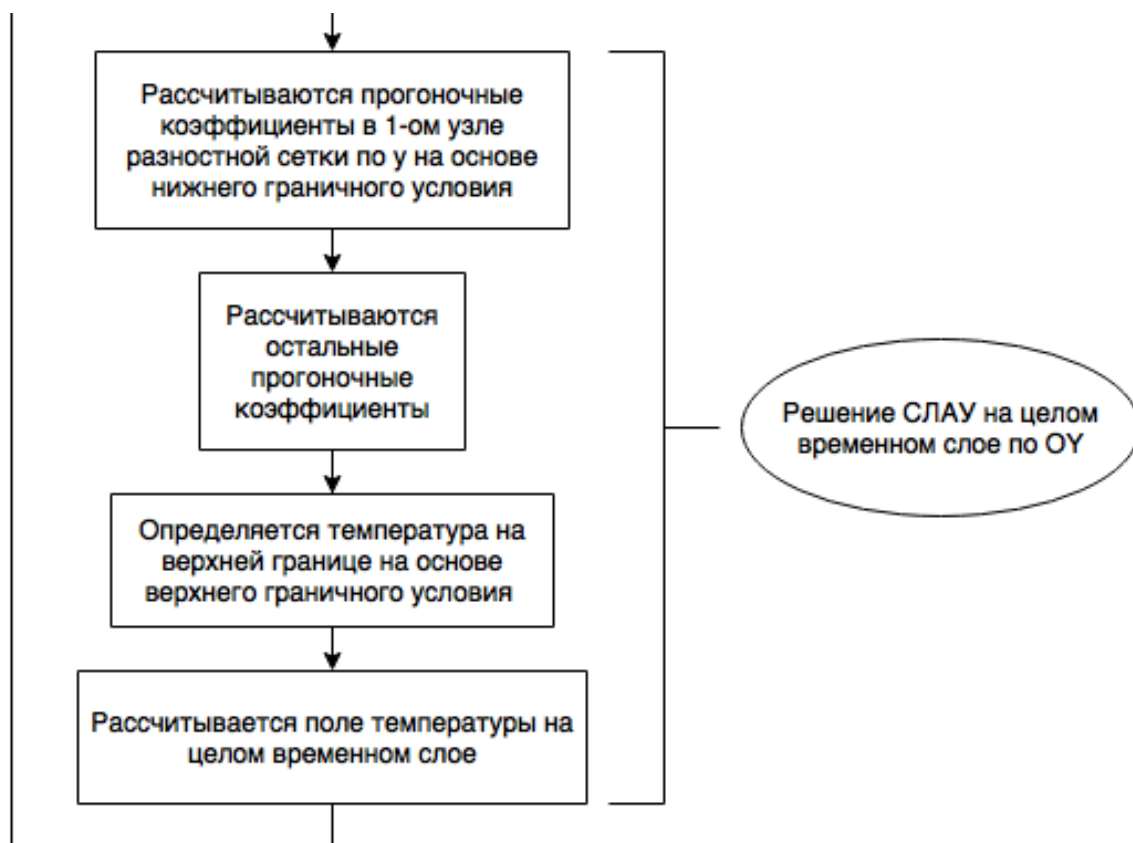 Рассчитываются прогоночные
коэффициенты в 1-ом узле
разностной сетки по y на основе
нижнего граничного условия
Рассчитываются
остальные
прогоночные
коэффициенты
Решение СЛАУ на целом
временном слое по OY
Определяется температура на
верхней границе на основе
верхнего граничного условия
Рассчитывается поле температуры на
целом временном слое